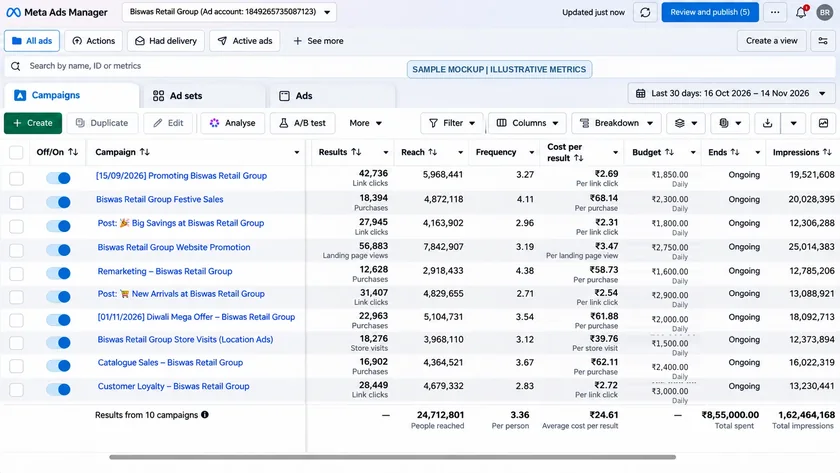 Meta Ads Manager
Biswas Retail Group (Ad account: 1849265735087123)
Updated just now
Review and publish (5)
BR
All ads
Actions
Had delivery
Active ads
+ See more
Create a view
Search by name, ID or metrics
SAMPLE MOCKUP | ILLUSTRATIVE METRICS
Campaigns
Ad sets
Ads
Last 30 days: 16 Oct 2026 – 14 Nov 2026
+ Create
Duplicate
Edit
Analyse
A/B test
More
Filter
Columns
Breakdown
Off/On Campaign Results Reach Frequency Cost per result Budget Ends Impressions
[15/09/2026] Promoting Biswas Retail Group 42,736 5,968,441 3.27 ₹2.69 ₹1,850.00 Ongoing 19,521,608
Link clicks Per link click Daily
Biswas Retail Group Festive Sales 18,394 4,872,118 4.11 ₹68.14 ₹2,300.00 Ongoing 20,028,395
Purchases Per purchase Daily
Post: 🎉 Big Savings at Biswas Retail Group 27,945 4,163,902 2.96 ₹2.31 ₹1,800.00 Ongoing 12,306,288
Link clicks Per link click Daily
Biswas Retail Group Website Promotion 56,883 7,842,907 3.19 ₹3.47 ₹2,750.00 Ongoing 25,014,383
Landing page views Per landing page view Daily
Remarketing – Biswas Retail Group 12,628 2,918,433 4.38 ₹58.73 ₹1,600.00 Ongoing 12,785,206
Purchases Per purchase Daily
Post: 🛒 New Arrivals at Biswas Retail Group 31,407 4,829,655 2.71 ₹2.54 ₹2,900.00 Ongoing 13,088,921
Link clicks Per link click Daily
[01/11/2026] Diwali Mega Offer – Biswas Retail Group 22,963 5,104,731 3.54 ₹61.88 ₹2,000.00 Ongoing 18,092,713
Purchases Per purchase Daily
Biswas Retail Group Store Visits (Location Ads) 18,276 3,968,110 3.12 ₹39.76 ₹1,500.00 Ongoing 12,373,894
Store visits Per store visit Daily
Catalogue Sales – Biswas Retail Group 16,902 4,364,521 3.67 ₹62.11 ₹2,400.00 Ongoing 16,022,319
Purchases Per purchase Daily
Customer Loyalty – Biswas Retail Group 28,449 4,679,332 2.83 ₹2.72 ₹3,000.00 Ongoing 13,230,441
Link clicks Per link click Daily
Results from 10 campaigns — 24,712,801 3.36 ₹24.61 — ₹8,55,000.00 1,62,464,168
People reached Per person Average cost per result Total spent Total impressions